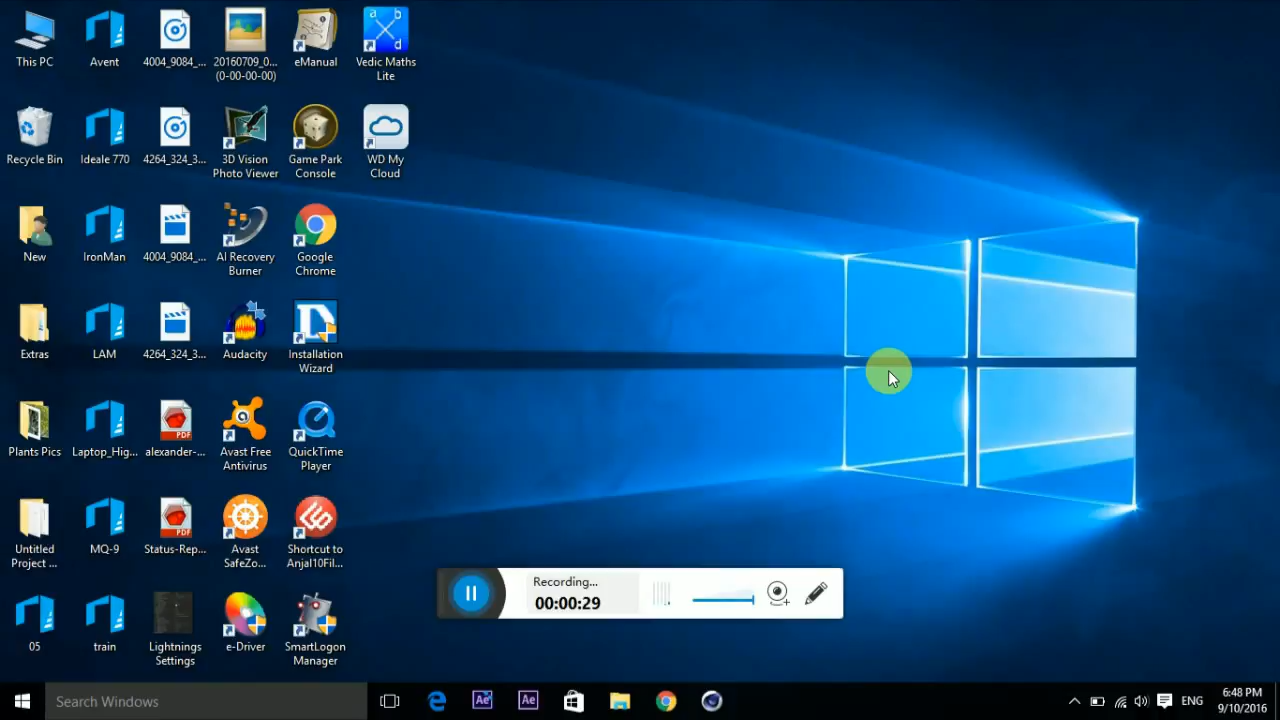 This PC
Avent
4004_9084_...
20160709_0...
(0-00-00-00)
eManual
Vedic Maths
Lite
a b
d
Recycle Bin
Ideale 770
4264_324_3...
3D Vision
Photo Viewer
Game Park
Console
WD My
Cloud
New
IronMan
4004_9084_...
AI Recovery
Burner
Google
Chrome
Extras
LAM
4264_324_3...
Audacity
Installation
Wizard
Plants Pics
Laptop_Hig...
PDF
alexander-...
Avast Free
Antivirus
QuickTime
Player
Untitled
Project ...
MQ-9
PDF
Status-Rep...
Avast
SafeZo...
Shortcut to
Anjal10Fil...
05
train
Lightnings
Settings
e-Driver
SmartLogon
Manager
Recording...
00:00:29
Search Windows
Ae
Ae
ENG
6:48 PM
9/10/2016